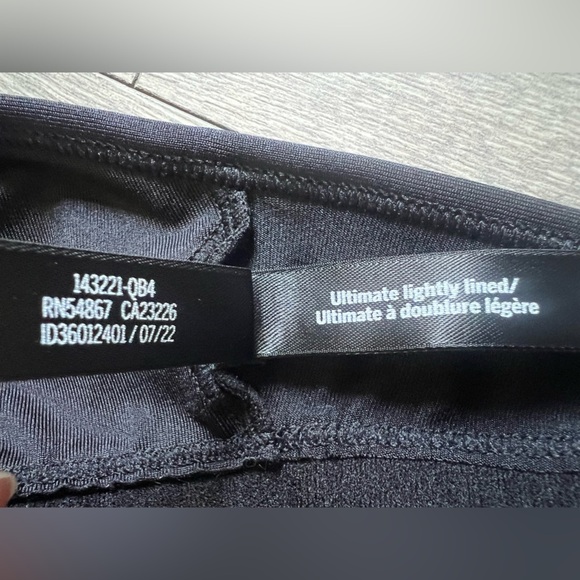 143221-0B4
RN54867 CA23226
ID36012401 / 07/22
Ultimate lightly lined/
Ultimate à doublure légère